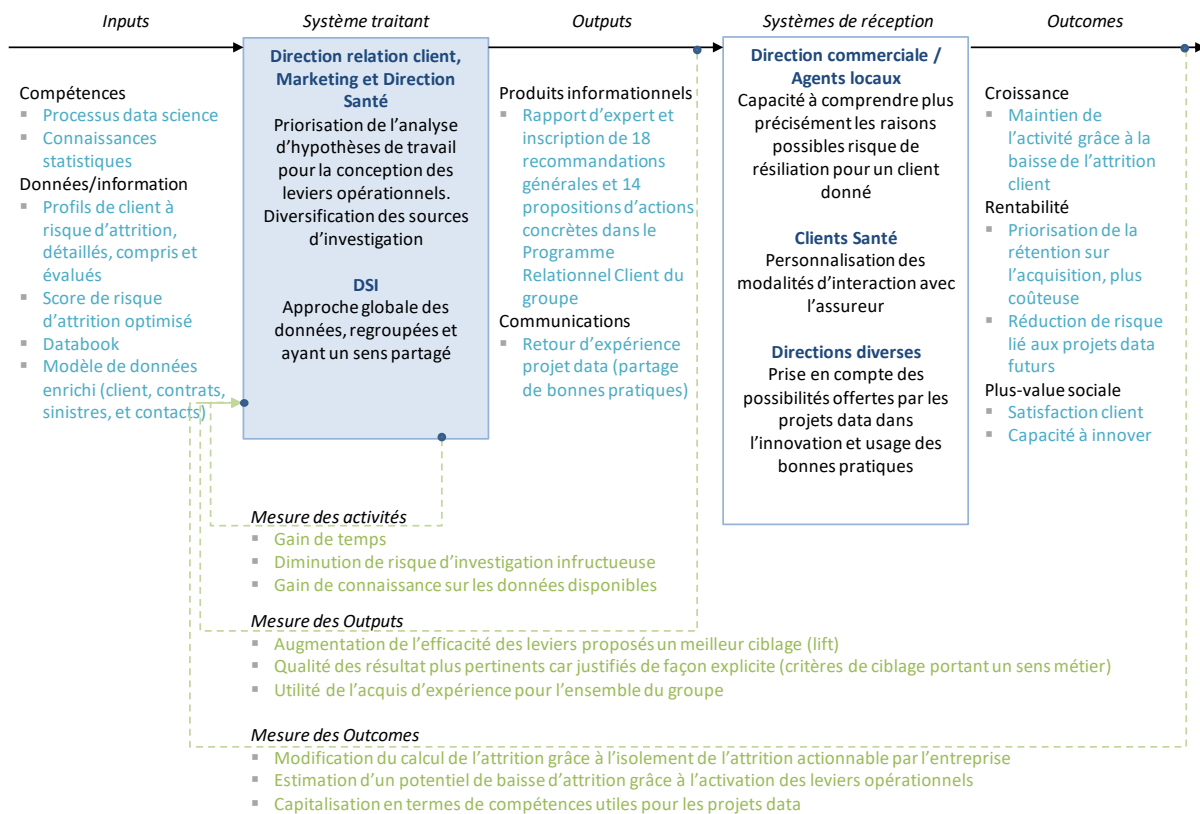 Inputs
Système traitant
Outputs
Systèmes de réception
Outcomes
Compétences
▪ Processus data science
▪ Connaissances
statistiques
Données/information
▪ Profils de client à
risque d'attrition,
détaillés, compris et
évalués
▪ Score de risque
d'attrition optimisé
▪ Databook
▪ Modèle de données
enrichi (client, contrats,
sinistres, et contacts)
Direction relation client,
Marketing et Direction
Santé
Priorisation de l'analyse
d'hypothèses de travail
pour la conception des
leviers opérationnels.
Diversification des sources
d'investigation
DSI
Approche globale des
données, regroupées et
ayant un sens partagé
Produits informationnels
▪ Rapport d'expert et
inscription de 18
recommandations
générales et 14
propositions d'actions
concrètes dans le
Programme
Relationnel Client du
groupe
Communications
▪ Retour d'expérience
projet data (partage
de bonnes pratiques)
Direction commerciale /
Agents locaux
Capacité à comprendre plus
précisément les raisons
possibles risque de
résiliation pour un client
donné
Clients Santé
Personnalisation des
modalités d'interaction avec
l'assureur
Directions diverses
Prise en compte des
possibilités offertes par les
projets data dans
l'innovation et usage des
bonnes pratiques
Croissance
▪ Maintien de
l'activité grâce à la
baisse de l'attrition
client
Rentabilité
▪ Priorisation de la
rétention sur
l'acquisition, plus
coûteuse
▪ Réduction de risque
lié aux projets data
futurs
Plus-value sociale
▪ Satisfaction client
▪ Capacité à innover
Mesure des activités
▪ Gain de temps
▪ Diminution de risque d'investigation infructueuse
▪ Gain de connaissance sur les données disponibles
Mesure des Outputs
▪ Augmentation de l'efficacité des leviers proposés un meilleur ciblage (lift)
▪ Qualité des résultat plus pertinents car justifiés de façon explicite (critères de ciblage portant un sens métier)
▪ Utilité de l'acquis d'expérience pour l'ensemble du groupe
Mesure des Outcomes
▪ Modification du calcul de l'attrition grâce à l'isolement de l'attrition actionnable par l'entreprise
▪ Estimation d'un potentiel de baisse d'attrition grâce à l'activation des leviers opérationnels
▪ Capitalisation en termes de compétences utiles pour les projets data